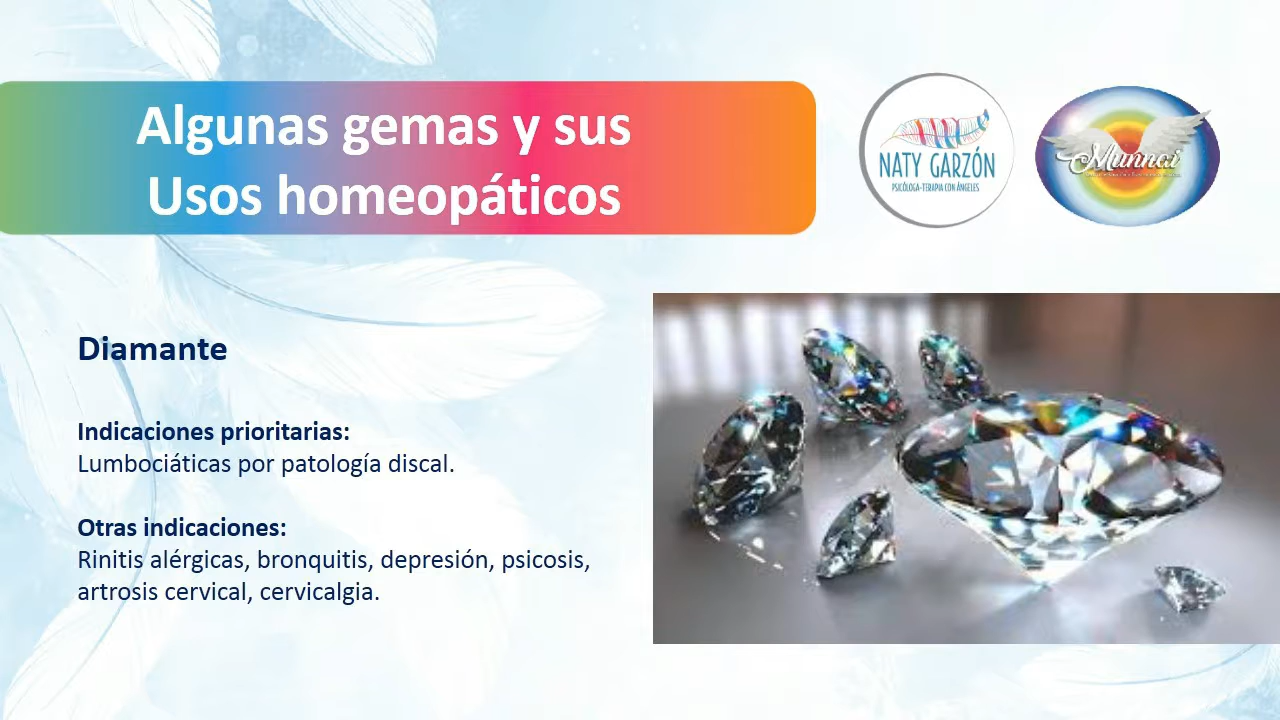 Algunas gemas y sus
Usos homeopáticos
NATY GARZÓN
PSICÓLOGA-TERAPIA CON ÁNGELES
Munnai
Diamante
Indicaciones prioritarias:
Lumbociáticas por patología discal.
Otras indicaciones:
Rinitis alérgicas, bronquitis, depresión, psicosis,
artrosis cervical, cervicalgia.